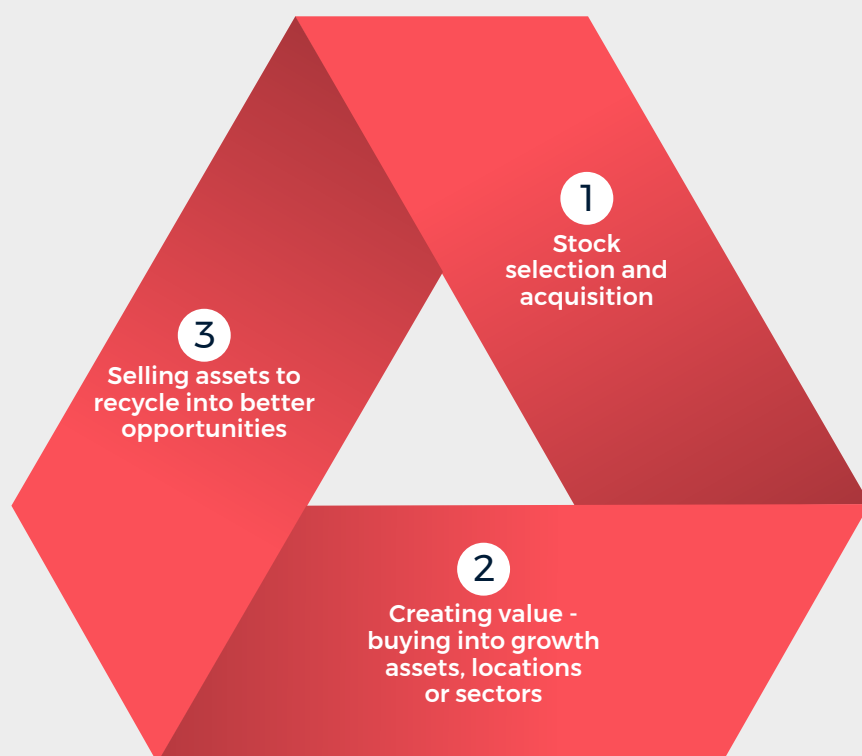 1
Stock
selection and
acquisition
2
Creating value -
buying into growth
assets, locations
or sectors
3
Selling assets to
recycle into better
opportunities